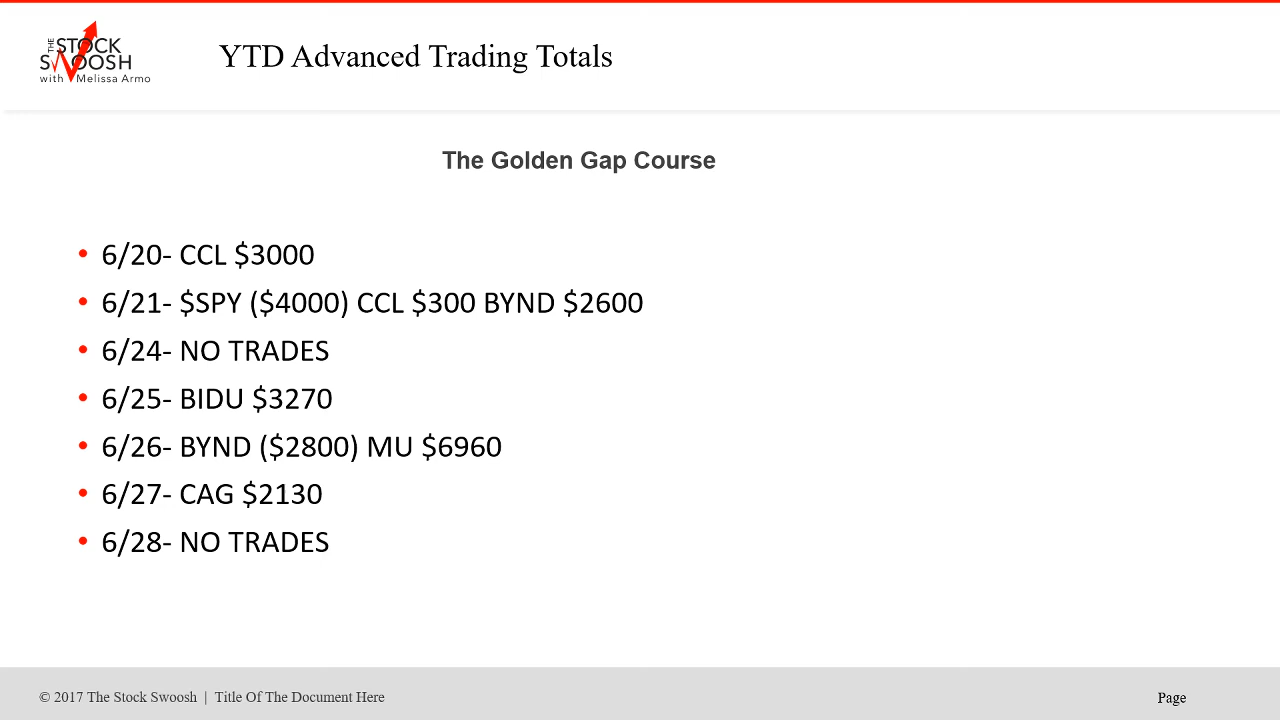 THE
STOCK
SWOOSH
with Melissa Armo
YTD Advanced Trading Totals
The Golden Gap Course
• 6/20- CCL $3000
• 6/21- $SPY ($4000) CCL $300 BYND $2600
• 6/24- NO TRADES
• 6/25- BIDU $3270
• 6/26- BYND ($2800) MU $6960
• 6/27- CAG $2130
• 6/28- NO TRADES
© 2017 The Stock Swoosh | Title Of The Document Here
Page